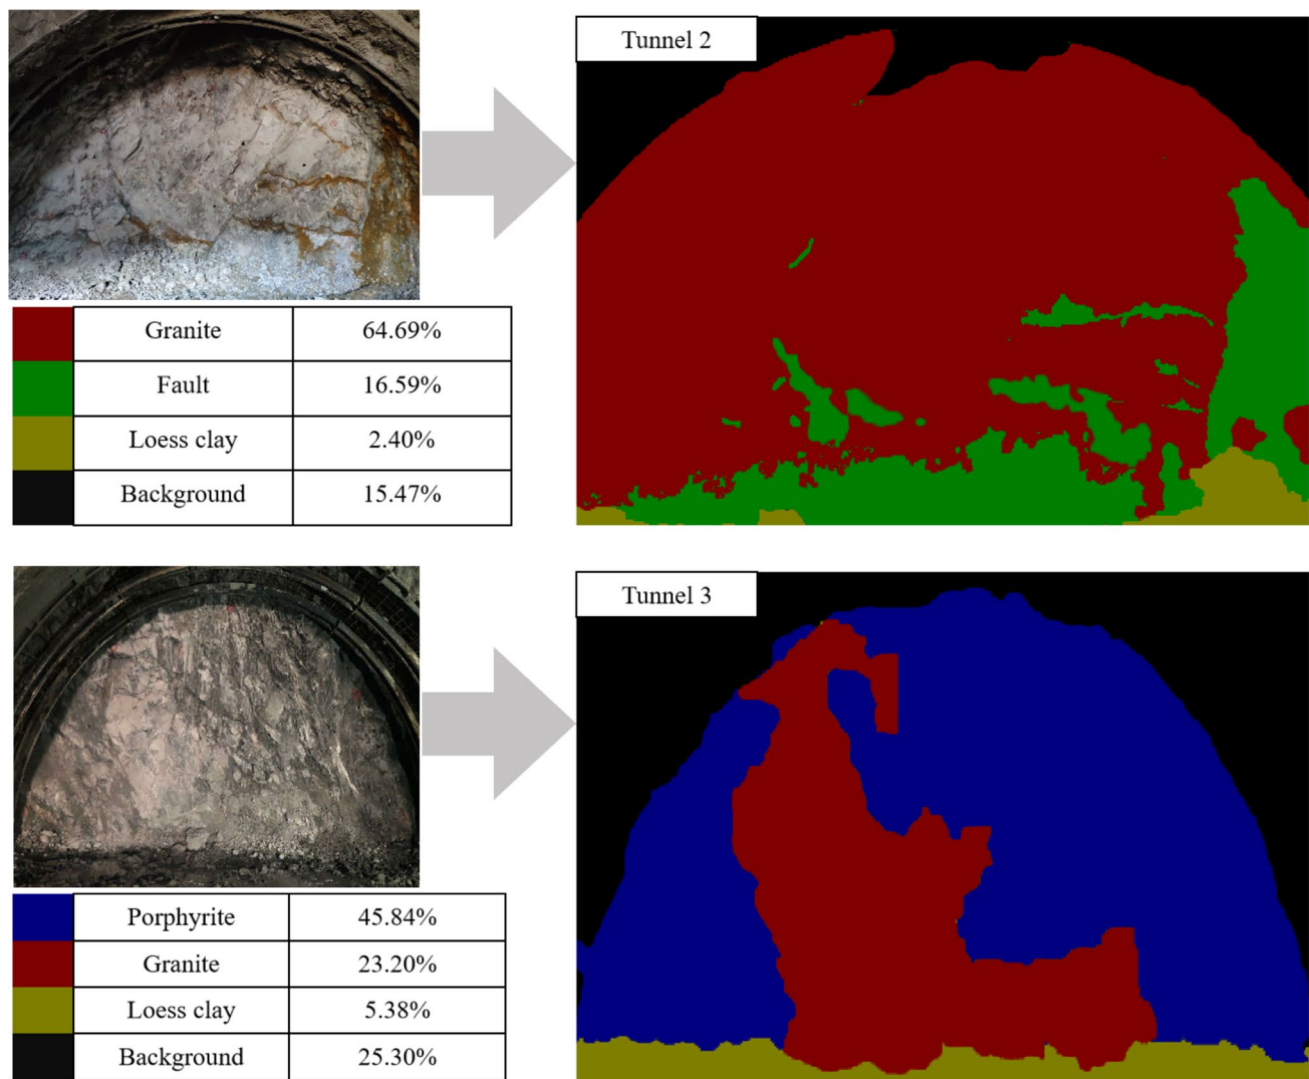 Tunnel 2
Granite 64.69%
Fault 16.59%
Loess clay 2.40%
Background 15.47%
Tunnel 3
Porphyrite 45.84%
Granite 23.20%
Loess clay 5.38%
Background 25.30%